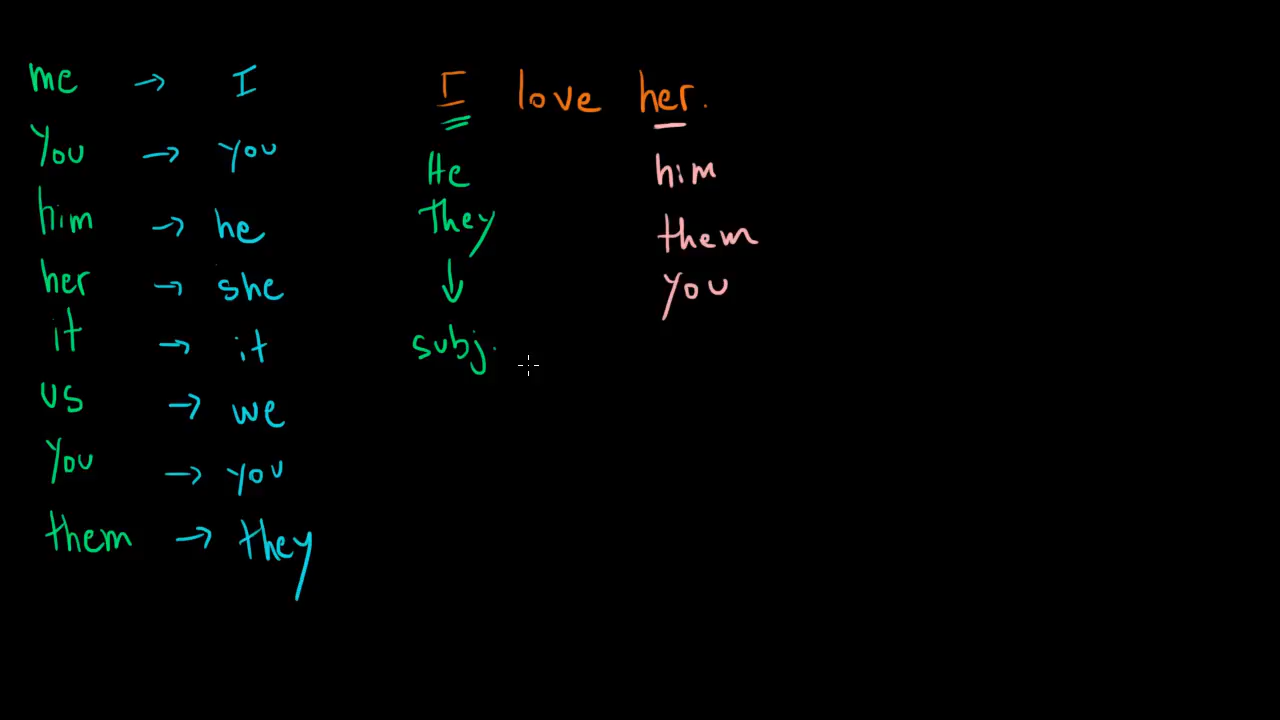 me → I
You → you
him → he
her → she
it → it
us → we
You → you
them → they
I love her.
He
they
↓
subj.
him
them
you